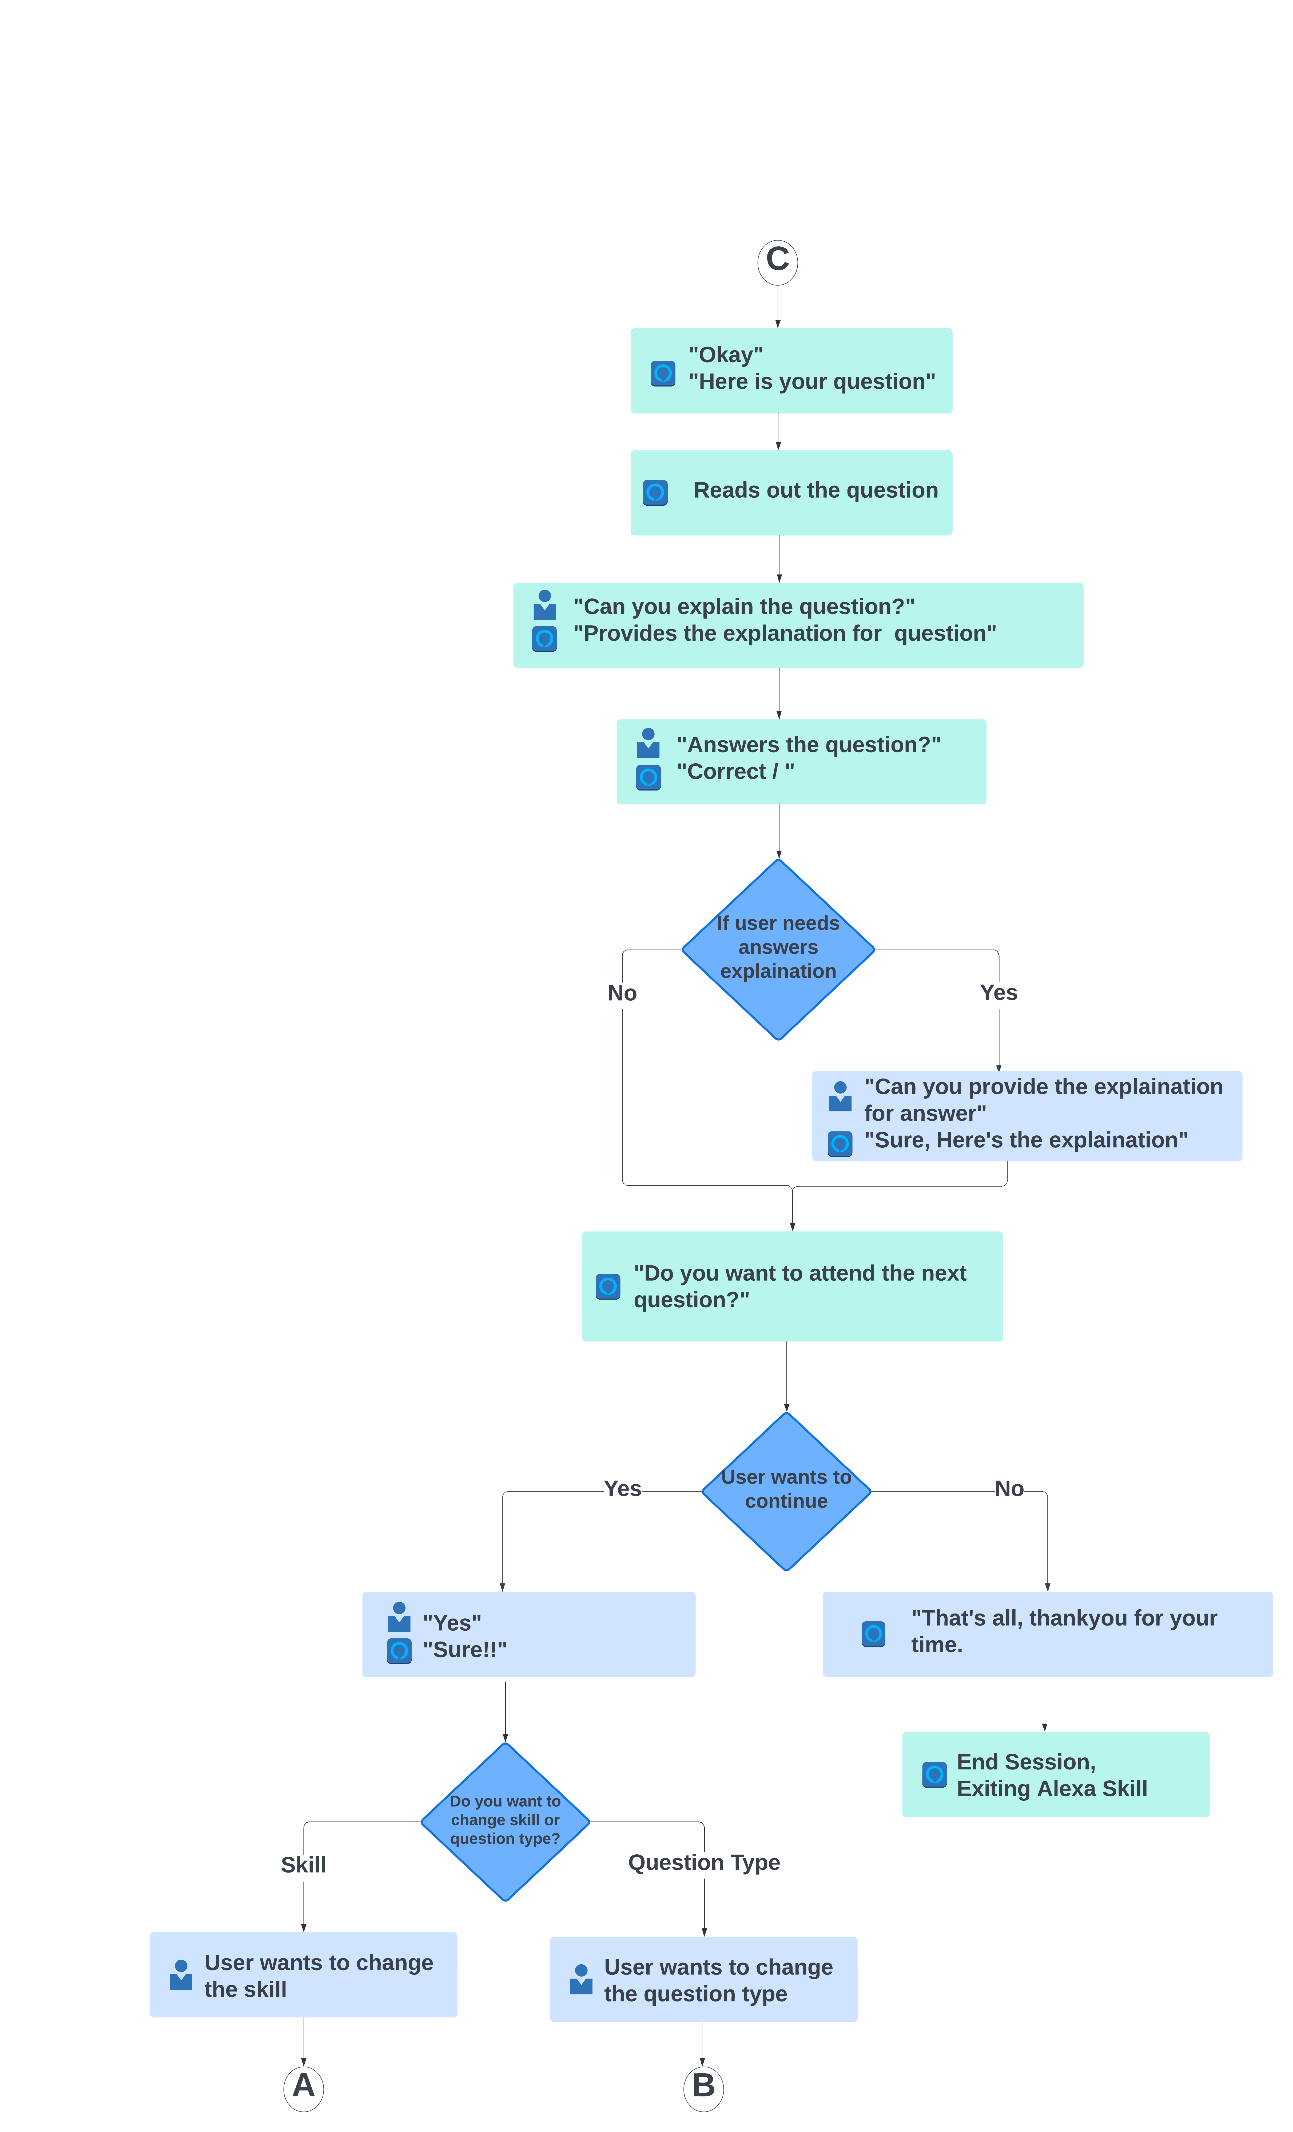 C
"Okay"
"Here is your question"
Reads out the question
"Can you explain the question?"
"Provides the explanation for  question"
"Answers the question?"
"Correct / "
If user needs
answers
explaination
No
Yes
"Can you provide the explaination
for answer"
"Sure, Here's the explaination"
"Do you want to attend the next
question?"
User wants to
continue
Yes
No
"Yes"
"Sure!!"
"That's all, thankyou for your
time.
End Session,
Exiting Alexa Skill
Do you want to
change skill or
question type?
Skill
Question Type
User wants to change
the skill
User wants to change
the question type
A
B